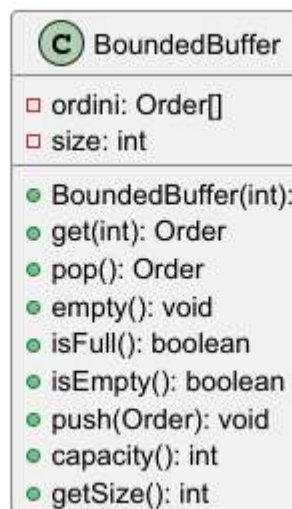 C BoundedBuffer
ordini: Order[]
size: int
BoundedBuffer(int):
get(int): Order
pop(): Order
empty(): void
isFull(): boolean
isEmpty(): boolean
push(Order): void
capacity(): int
getSize(): int